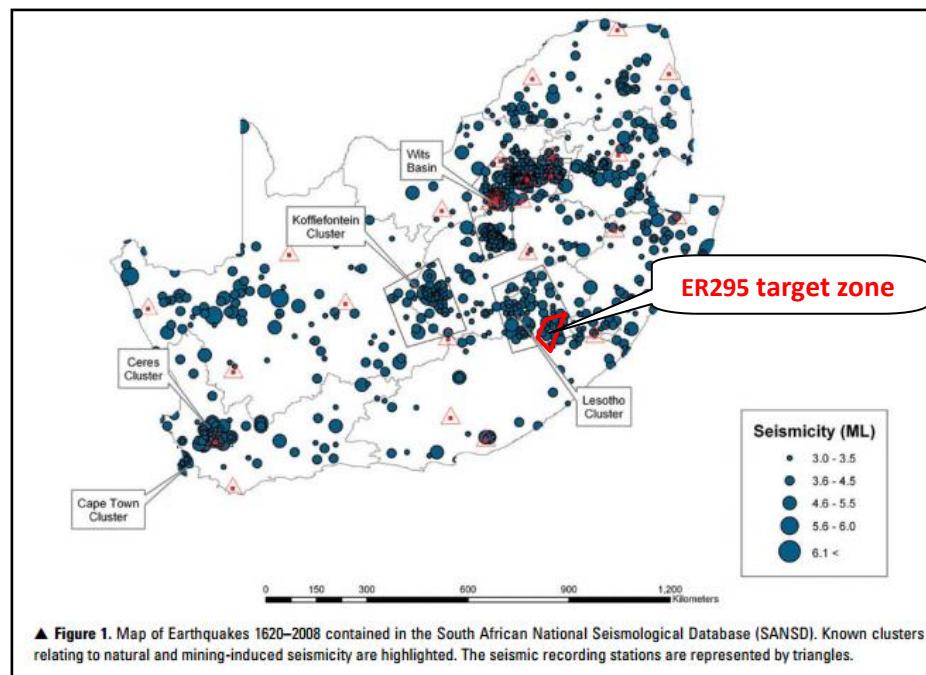 Wits
Basin
Koffiefontein
Cluster
ER295 target zone
Ceres
Cluster
Lesotho
Cluster
Cape Town
Cluster
Seismicity (ML)
3.0 - 3.5
3.6 - 4.5
4.6 - 5.5
5.6 - 6.0
6.1 <
0 150 300 600 900 1,200
Kilometers
▲ Figure 1. Map of Earthquakes 1620–2008 contained in the South African National Seismological Database (SANSD). Known clusters
relating to natural and mining-induced seismicity are highlighted. The seismic recording stations are represented by triangles.